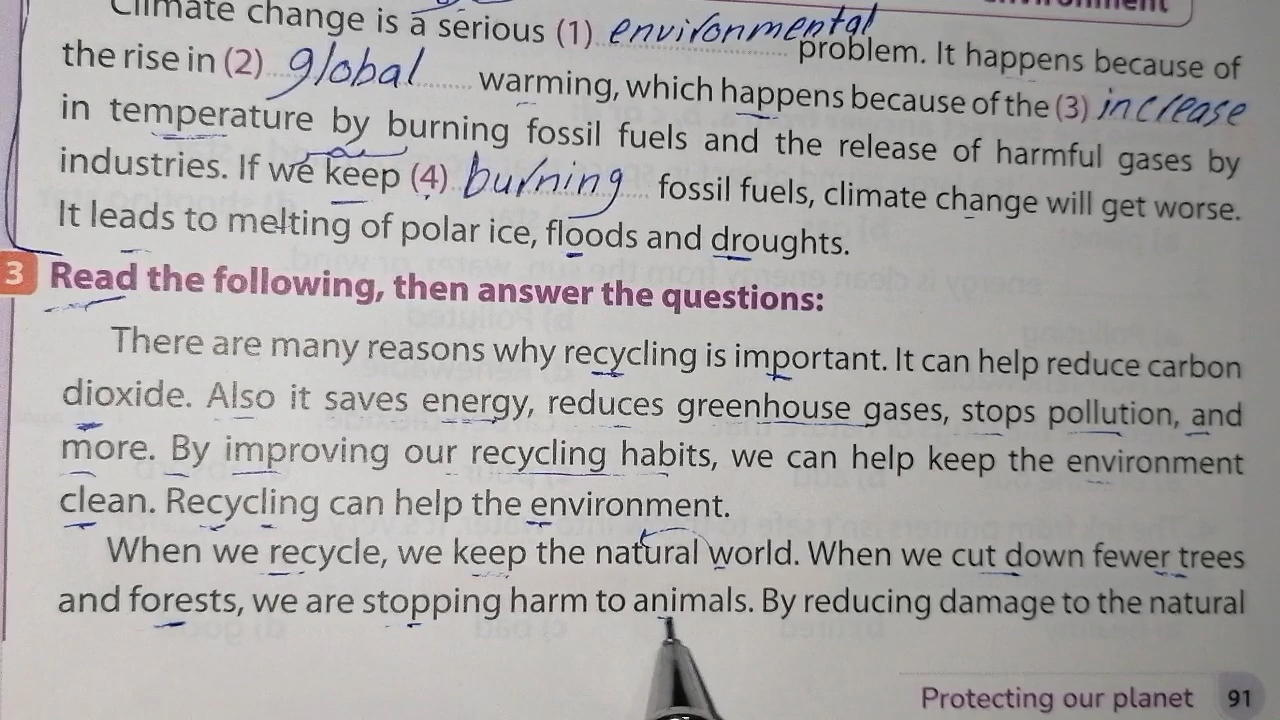 Climate change is a serious (1) environmental problem. It happens because of
the rise in (2) global warming, which happens because of the (3) increase
in temperature by burning fossil fuels and the release of harmful gases by
industries. If we keep (4) burning fossil fuels, climate change will get worse.
It leads to melting of polar ice, floods and droughts.
3 Read the following, then answer the questions:
There are many reasons why recycling is important. It can help reduce carbon
dioxide. Also it saves energy, reduces greenhouse gases, stops pollution, and
more. By improving our recycling habits, we can help keep the environment
clean. Recycling can help the environment.
When we recycle, we keep the natural world. When we cut down fewer trees
and forests, we are stopping harm to animals. By reducing damage to the natural
Protecting our planet 91